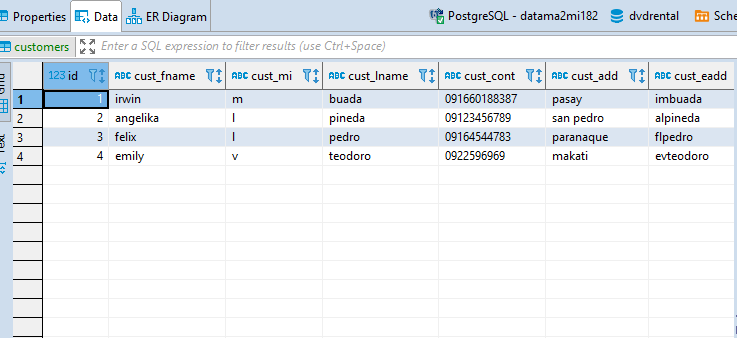 Properties Data ER Diagram PostgreSQL - datama2mi182 dvdrental Sche
customers Enter a SQL expression to filter results (use Ctrl+Space)
123 id ABC cust_fname ABC cust_mi ABC cust_lname ABC cust_cont ABC cust_add ABC cust_eadd
1 1 irwin m buada 091660188387 pasay imbuada
2 2 angelika l pineda 09123456789 san pedro alpineda
3 3 felix l pedro 09164544783 paranaque flpedro
4 4 emily v teodoro 0922596969 makati evteodoro